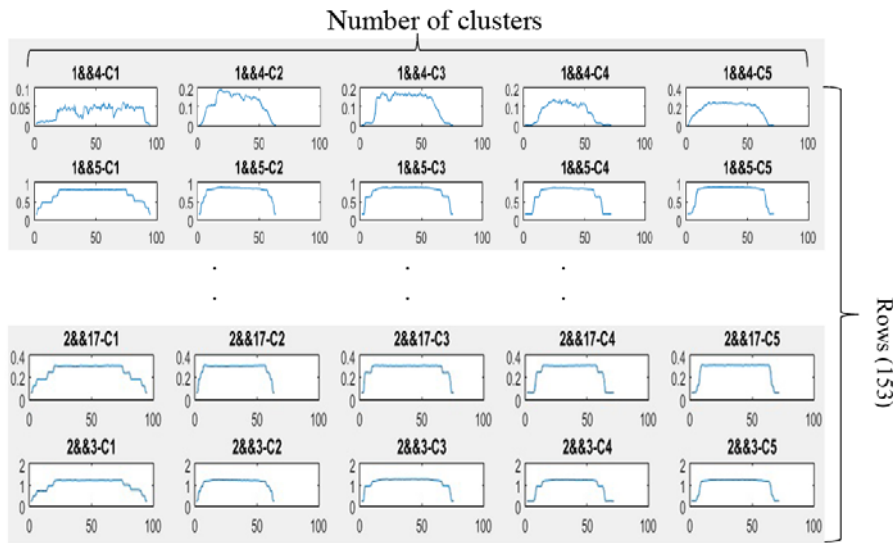 Number of clusters
1&&4-C1 1&&4-C2 1&&4-C3 1&&4-C4 1&&4-C5
0.1 0.2 0.2 0.2 0.4
0.05 0.1 0.1 0.1 0.2
0 0 0 0 0
0 50 100 0 50 100 0 50 100 0 50 100 0 50 100
1&&5-C1 1&&5-C2 1&&5-C3 1&&5-C4 1&&5-C5
1 1 1 1 1
0.5 0.5 0.5 0.5 0.5
0 0 0 0 0
0 50 100 0 50 100 0 50 100 0 50 100 0 50 100
2&&17-C1 2&&17-C2 2&&17-C3 2&&17-C4 2&&17-C5
0.4 0.4 0.4 0.4 0.4
0.2 0.2 0.2 0.2 0.2
0 0 0 0 0
0 50 100 0 50 100 0 50 100 0 50 100 0 50 100
2&&3-C1 2&&3-C2 2&&3-C3 2&&3-C4 2&&3-C5
2 2 2 2 2
1 1 1 1 1
0 0 0 0 0
0 50 100 0 50 100 0 50 100 0 50 100 0 50 100
Rows (153)